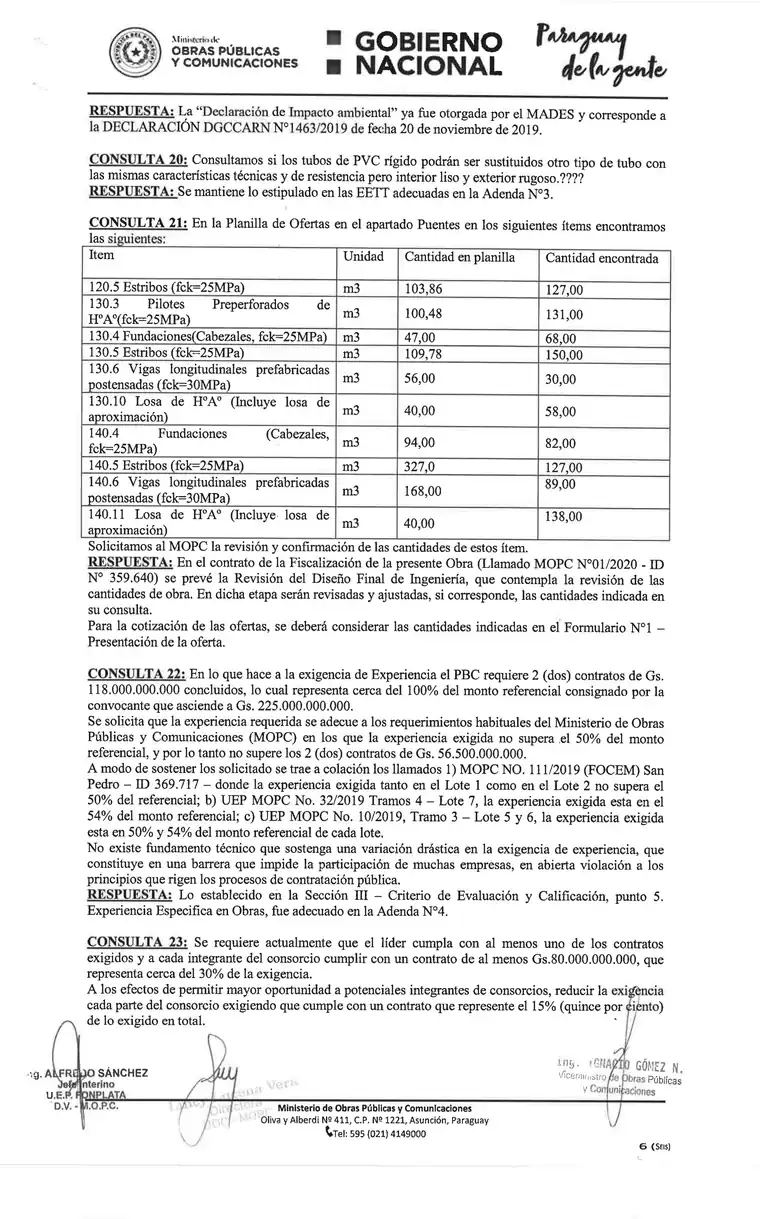 Ministerio de
OBRAS PÚBLICAS
Y COMUNICACIONES
GOBIERNO
NACIONAL
Paraguay
de la gente
RESPUESTA: La “Declaración de Impacto ambiental” ya fue otorgada por el MADES y corresponde a
la DECLARACIÓN DGCCARN N°1463/2019 de fecha 20 de noviembre de 2019.
CONSULTA 20: Consultamos si los tubos de PVC rígido podrán ser sustituidos otro tipo de tubo con
las mismas características técnicas y de resistencia pero interior liso y exterior rugoso.????
RESPUESTA: Se mantiene lo estipulado en las EETT adecuadas en la Adenda N°3.
CONSULTA 21: En la Planilla de Ofertas en el apartado Puentes en los siguientes ítems encontramos
las siguientes:
Item Unidad Cantidad en planilla Cantidad encontrada
120.5 Estribos (fck=25MPa) m3 103,86 127,00
130.3 Pilotes Preperforados de
H°A°(fck=25MPa) m3 100,48 131,00
130.4 Fundaciones(Cabezales, fck=25MPa) m3 47,00 68,00
130.5 Estribos (fck=25MPa) m3 109,78 150,00
130.6 Vigas longitudinales prefabricadas
postensadas (fck=30MPa) m3 56,00 30,00
130.10 Losa de H°A° (Incluye losa de
aproximación) m3 40,00 58,00
140.4 Fundaciones (Cabezales,
fck=25MPa) m3 94,00 82,00
140.5 Estribos (fck=25MPa) m3 327,0 127,00
140.6 Vigas longitudinales prefabricadas
postensadas (fck=30MPa) m3 168,00 89,00
140.11 Losa de H°A° (Incluye losa de
aproximación) m3 40,00 138,00
Solicitamos al MOPC la revisión y confirmación de las cantidades de estos ítem.
RESPUESTA: En el contrato de la Fiscalización de la presente Obra (Llamado MOPC N°01/2020 - ID
N° 359.640) se prevé la Revisión del Diseño Final de Ingeniería, que contempla la revisión de las
cantidades de obra. En dicha etapa serán revisadas y ajustadas, si corresponde, las cantidades indicada en
su consulta.
Para la cotización de las ofertas, se deberá considerar las cantidades indicadas en el Formulario N°1 –
Presentación de la oferta.
CONSULTA 22: En lo que hace a la exigencia de Experiencia el PBC requiere 2 (dos) contratos de Gs.
118.000.000.000 concluidos, lo cual representa cerca del 100% del monto referencial consignado por la
convocante que asciende a Gs. 225.000.000.000.
Se solicita que la experiencia requerida se adecue a los requerimientos habituales del Ministerio de Obras
Públicas y Comunicaciones (MOPC) en los que la experiencia exigida no supera el 50% del monto
referencial, y por lo tanto no supere los 2 (dos) contratos de Gs. 56.500.000.000.
A modo de sostener los solicitado se trae a colación los llamados 1) MOPC NO. 111/2019 (FOCEM) San
Pedro – ID 369.717 – donde la experiencia exigida tanto en el Lote 1 como en el Lote 2 no supera el
50% del referencial; b) UEP MOPC No. 32/2019 Tramos 4 – Lote 7, la experiencia exigida esta en el
54% del monto referencial; c) UEP MOPC No. 10/2019, Tramo 3 – Lote 5 y 6, la experiencia exigida
esta en 50% y 54% del monto referencial de cada lote.
No existe fundamento técnico que sostenga una variación drástica en la exigencia de experiencia, que
constituye en una barrera que impide la participación de muchas empresas, en abierta violación a los
principios que rigen los procesos de contratación pública.
RESPUESTA: Lo establecido en la Sección III – Criterio de Evaluación y Calificación, punto 5.
Experiencia Especifica en Obras, fue adecuado en la Adenda N°4.
CONSULTA 23: Se requiere actualmente que el líder cumpla con al menos uno de los contratos
exigidos y a cada integrante del consorcio cumplir con un contrato de al menos Gs.80.000.000.000, que
representa cerca del 30% de la exigencia.
A los efectos de permitir mayor oportunidad a potenciales integrantes de consorcios, reducir la exigencia
cada parte del consorcio exigiendo que cumple con un contrato que represente el 15% (quince por ciento)
de lo exigido en total.
ALFREDO SÁNCHEZ
Jefe Interino
U.E.P. FONPLATA
D.V. - M.O.P.C.
Vera
Directora
MOPC
Ing. IGNACIO GÓMEZ N.
Viceministro de Obras Públicas
y Comunicaciones
Ministerio de Obras Públicas y Comunicaciones
Oliva y Alberdi Nº 411, C.P. Nº 1221, Asunción, Paraguay
Tel: 595 (021) 4149000
6 (Seis)